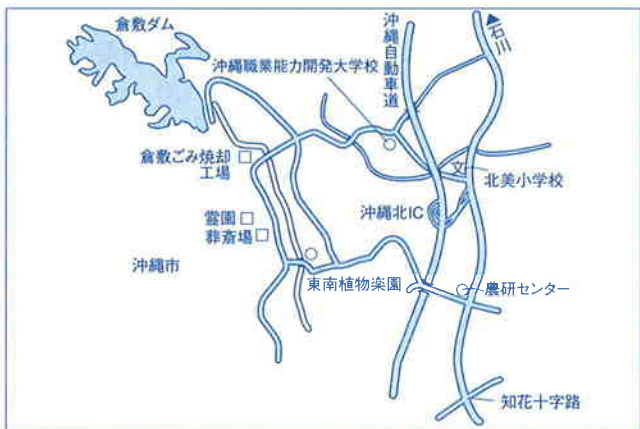 倉敷ダム
沖縄職業能力開発大学校
沖縄自動車道
▲石川
倉敷ごみ焼却
工場
文
北美小学校
霊園
沖縄北IC
葬斎場
沖縄市
東南植物楽園
農研センター
知花十字路